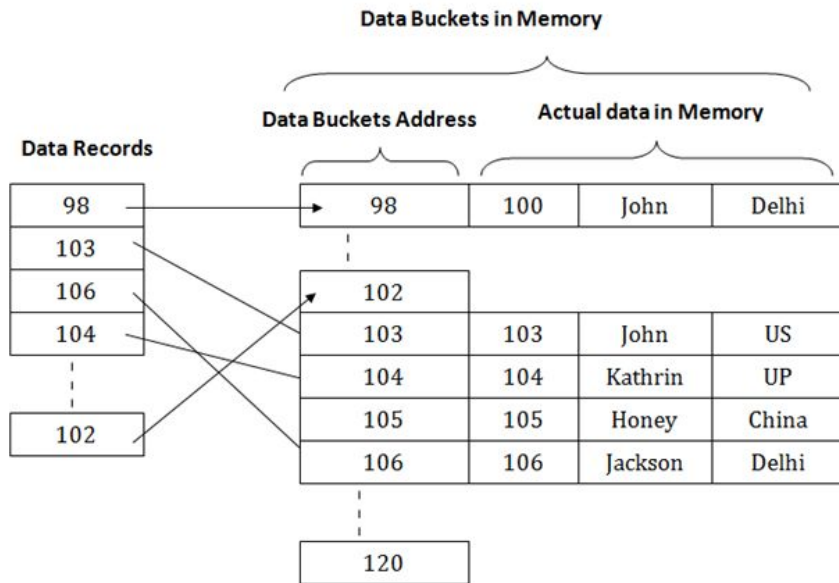 Data Buckets in Memory
Data Buckets Address
Actual data in Memory
Data Records
98
103
106
104
102
98 100 John Delhi
102
103 103 John US
104 104 Kathrin UP
105 105 Honey China
106 106 Jackson Delhi
120